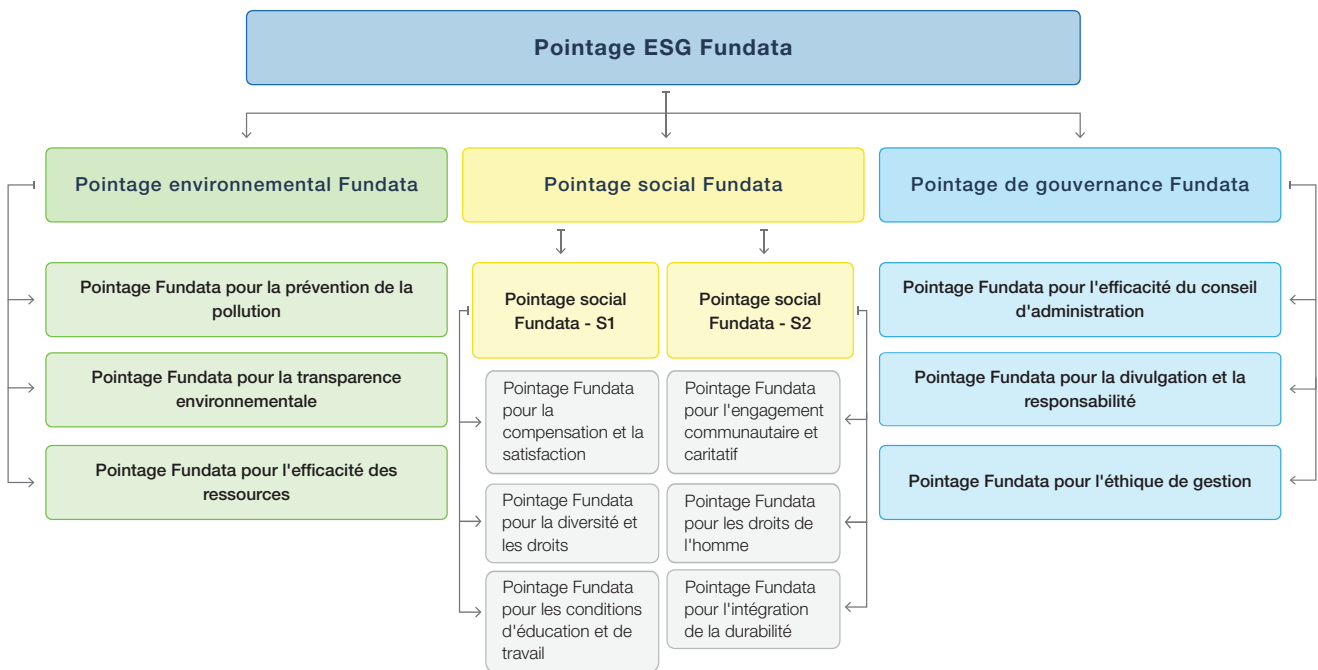 Pointage ESG Fundata
Pointage environnemental Fundata
Pointage Fundata pour la prévention de la
pollution
Pointage Fundata pour la transparence
environnementale
Pointage Fundata pour l'efficacité des
ressources
Pointage social Fundata
Pointage social
Fundata - S1
Pointage Fundata
pour la
compensation et la
satisfaction
Pointage Fundata
pour la diversité et
les droits
Pointage Fundata
pour les conditions
d'éducation et de
travail
Pointage social
Fundata - S2
Pointage Fundata
pour l'engagement
communautaire et
caritatif
Pointage Fundata
pour les droits de
l'homme
Pointage Fundata
pour l'intégration
de la durabilité
Pointage de gouvernance Fundata
Pointage Fundata pour l'efficacité du conseil
d'administration
Pointage Fundata pour la divulgation et la
responsabilité
Pointage Fundata pour l'éthique de gestion